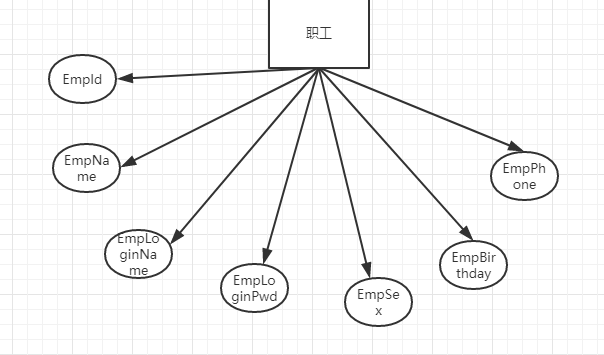 职工
EmpId
EmpNa
me
EmpLo
ginNa
me
EmpLo
ginPwd
EmpSe
x
EmpBir
thday
EmpPh
one